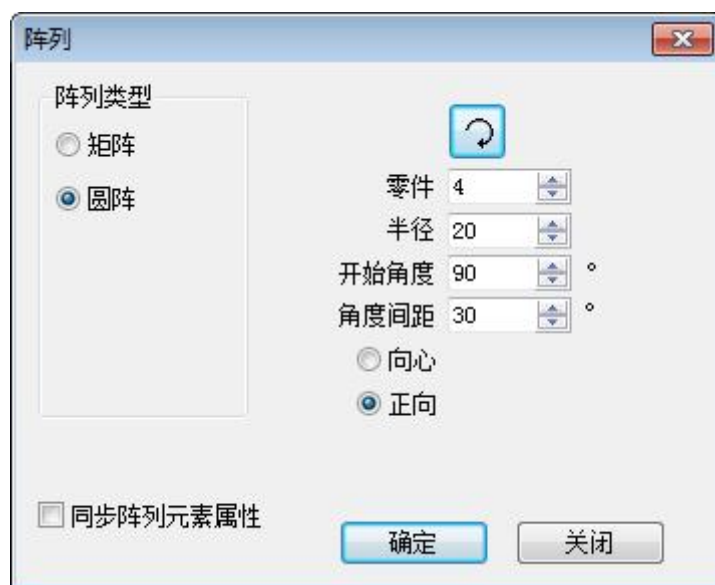 阵列
阵列类型
矩阵
圆阵
零件 4
半径 20
开始角度 90 °
角度间距 30 °
向心
正向
同步阵列元素属性
确定 关闭